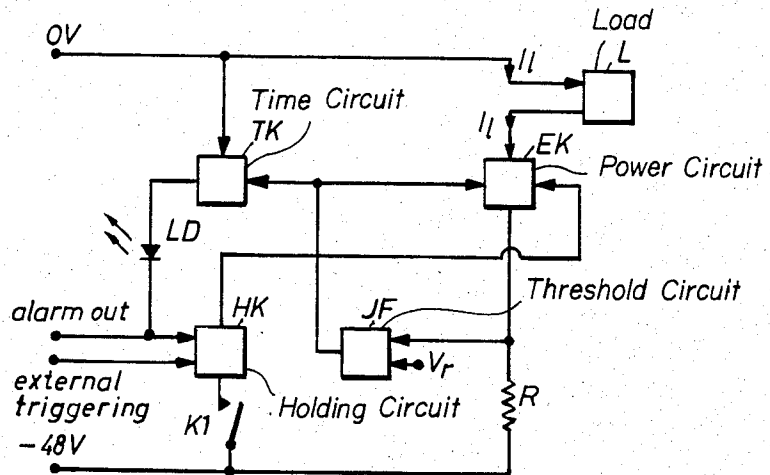 Load
0V
L
Il
Time Circuit
Il
TK
EK
Power Circuit
LD
Threshold Circuit
alarm out
HK
JF
Vr
external
triggering
Holding Circuit
R
K1
-48V